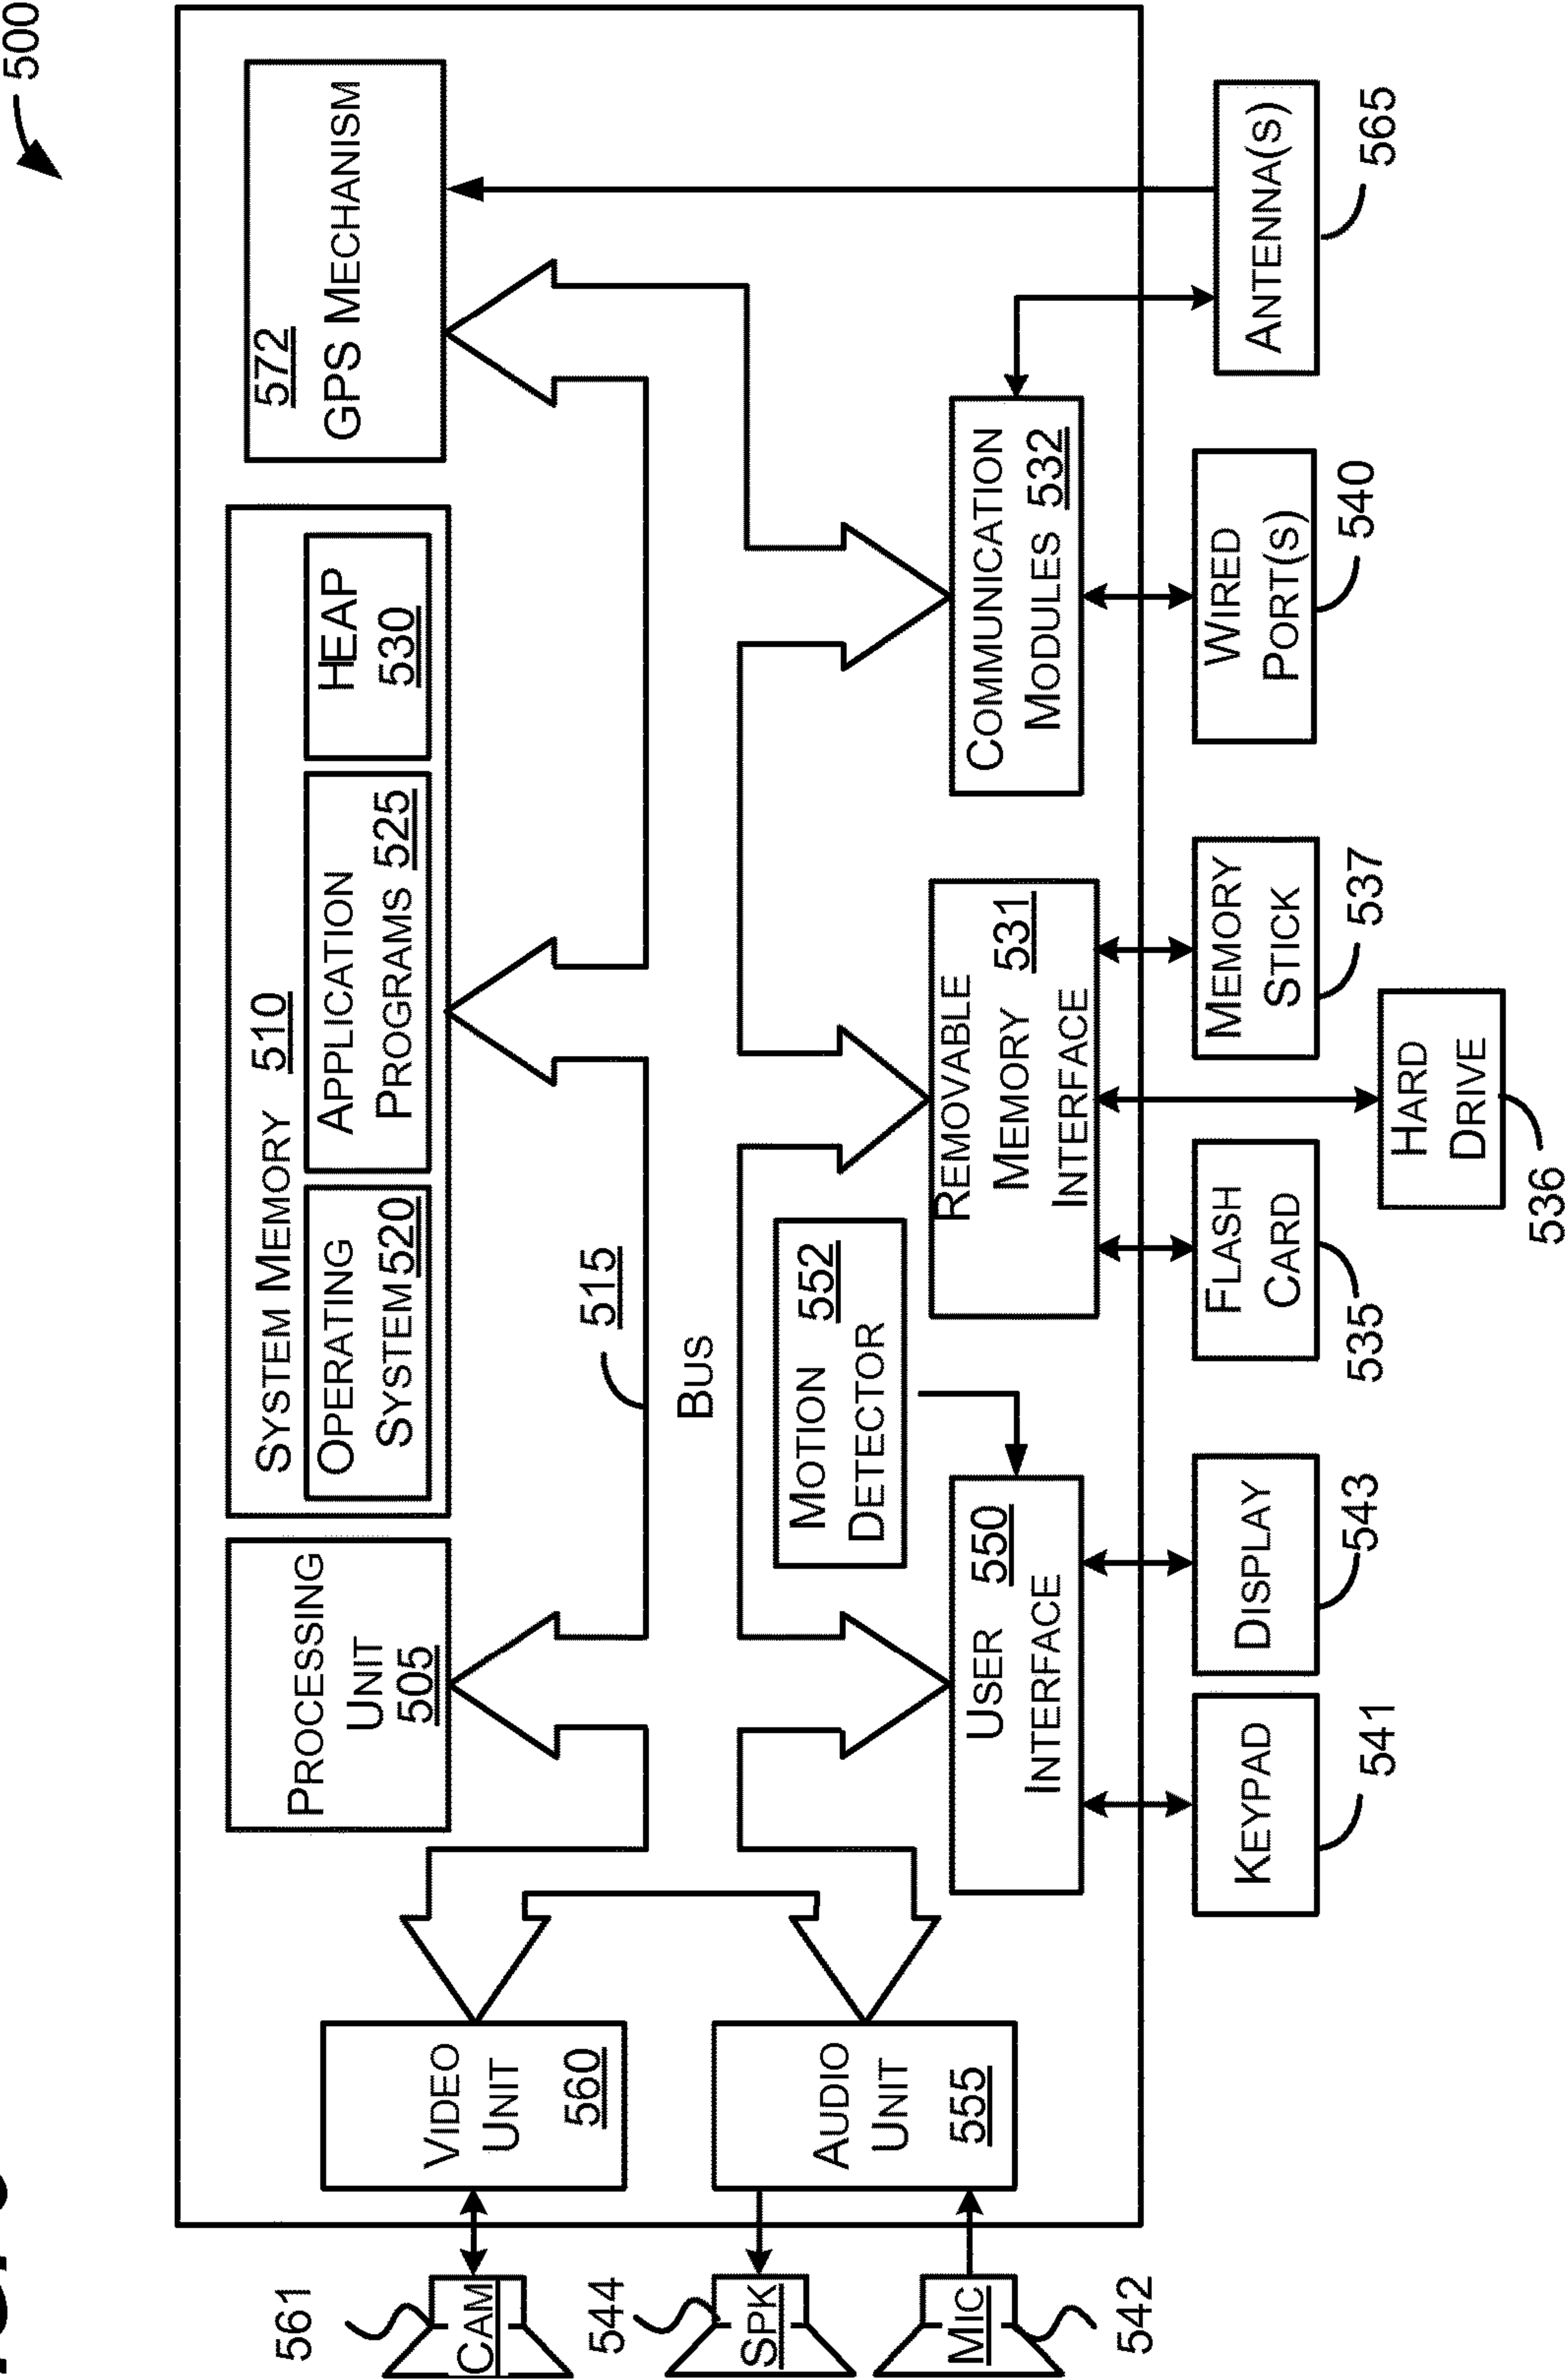 500
PROCESSING
UNIT
505
SYSTEM MEMORY 510
OPERATING
SYSTEM 520
APPLICATION
PROGRAMS 525
HEAP
530
572
GPS MECHANISM
VIDEO
UNIT
560
AUDIO
UNIT
555
515
BUS
MOTION 552
DETECTOR
USER 550
INTERFACE
REMOVABLE
MEMORY 531
INTERFACE
COMMUNICATION
MODULES 532
561
CAM
544
SPK
MIC
542
KEYPAD
541
DISPLAY
543
FLASH
CARD
535
HARD
DRIVE
536
MEMORY
STICK
537
WIRED
PORT(S)
540
ANTENNA(S)
565